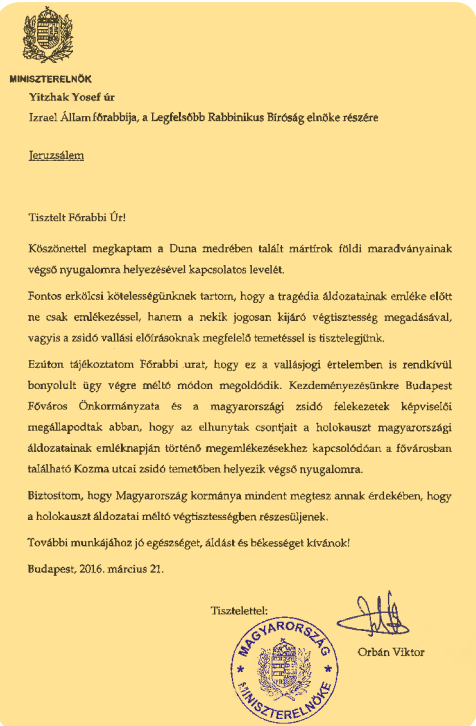 MINISZTERELNÖK
Yitzhak Yosef úr
Izrael Állam főrabbija, a Legfelsőbb Rabbinikus Bíróság elnöke részére
Jeruzsálem
Tisztelt Főrabbi Úr!
Köszönettel megkaptam a Duna medrében talált mártírok földi maradványainak
végső nyugalomra helyezésével kapcsolatos levelét.
Fontos erkölcsi kötelességünknek tartom, hogy a tragédia áldozatainak emléke előtt
ne csak emlékezéssel, hanem a nekik jogosan kijáró végtisztesség megadásával,
vagyis a zsidó vallási előírásoknak megfelelő temetéssel is tisztelegjünk.
Ezúton tájékoztatom Főrabbi urat, hogy ez a vallásjogi értelemben is rendkívül
bonyolult ügy végre méltó módon megoldódik. Kezdeményezésünkre Budapest
Főváros Önkormányzata és a magyarországi zsidó felekezetek képviselői
megállapodtak abban, hogy az elhunytak csontjait a holokauszt magyarországi
áldozatainak emléknapján történő megemlékezésekhez kapcsolódóan a fővárosban
található Kozma utcai zsidó temetőben helyezik végső nyugalomra.
Biztosítom, hogy Magyarország kormánya mindent megtesz annak érdekében, hogy
a holokauszt áldozatai méltó végtisztességben részesüljenek.
További munkájához jó egészséget, áldást és békességet kívánok!
Budapest, 2016. március 21.
Tisztelettel:
Orbán Viktor
MAGYARORSZÁG
* MINISZTERELNÖKE *